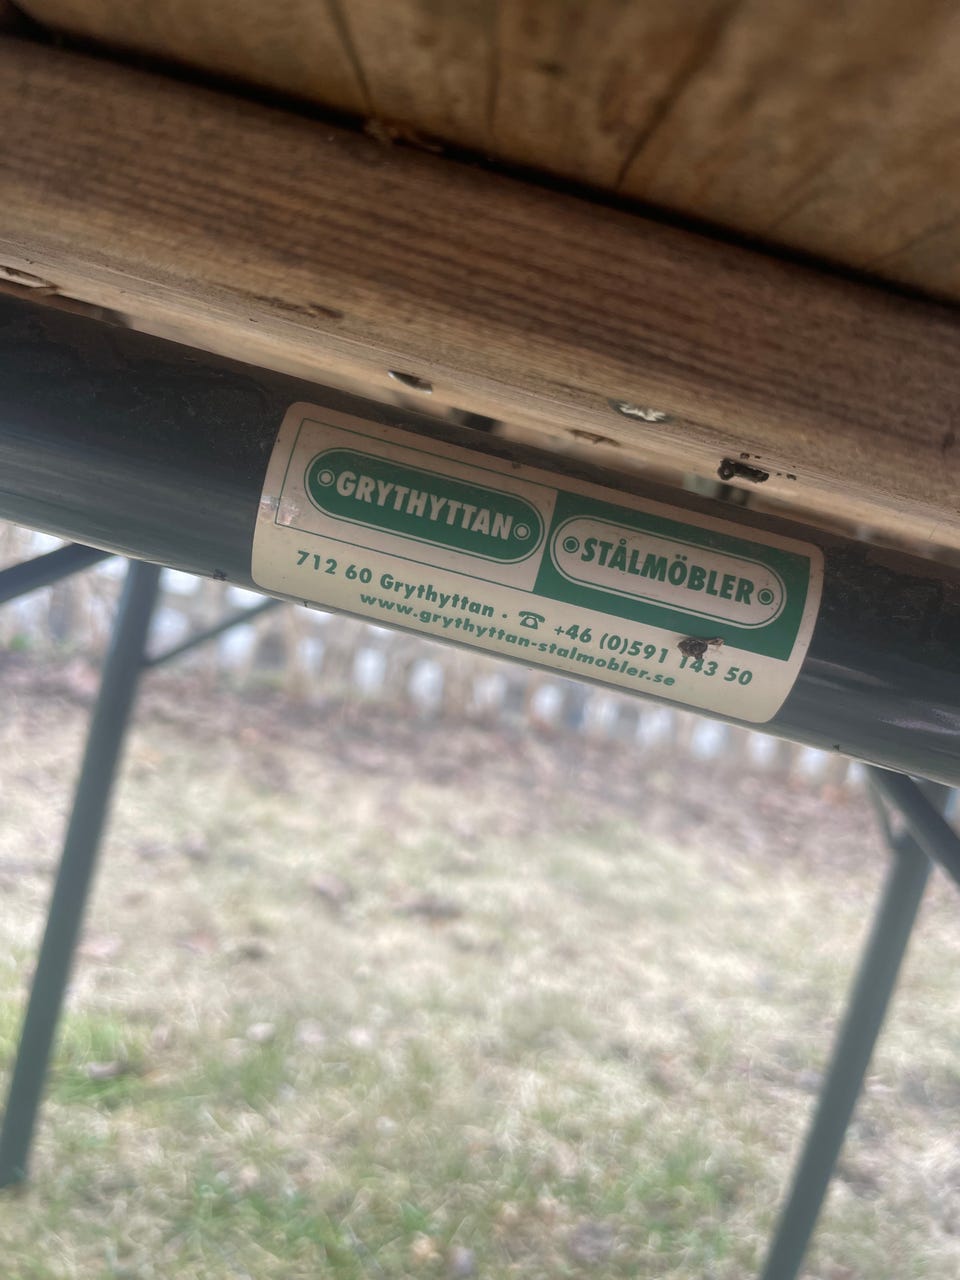 GRYTHYTTAN STÅLMÖBLER
712 60 Grythyttan . ☎ +46 (0)591 143 50
www.grythyttan-stalmobler.se